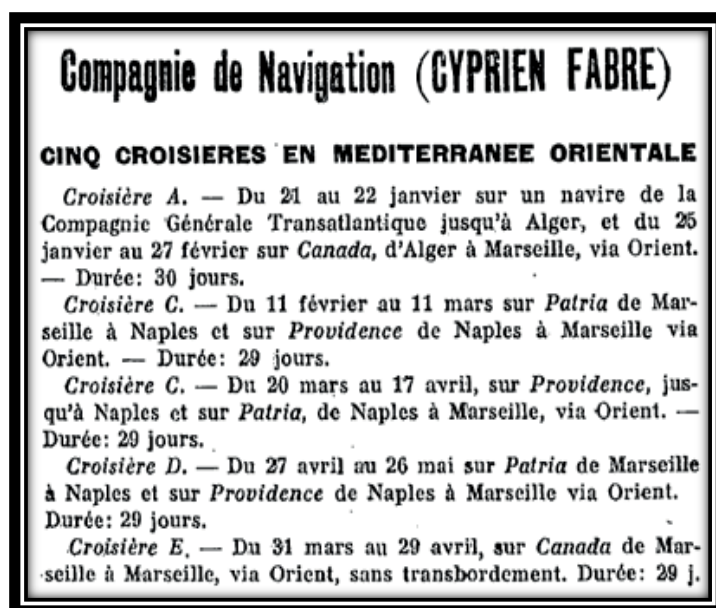 Compagnie de Navigation (CYPRIEN FABRE)
CINQ CROISIERES EN MEDITERRANEE ORIENTALE
Croisière A. — Du 21 au 22 janvier sur un navire de la
Compagnie Générale Transatlantique jusqu'à Alger, et du 25
janvier au 27 février sur Canada, d'Alger à Marseille, via Orient.
— Durée: 30 jours.
Croisière C. — Du 11 février au 11 mars sur Patria de Mar-
seille à Naples et sur Providence de Naples à Marseille via
Orient. — Durée: 29 jours.
Croisière C. — Du 20 mars au 17 avril, sur Providence, jus-
qu'à Naples et sur Patria, de Naples à Marseille, via Orient. —
Durée: 29 jours.
Croisière D. — Du 27 avril au 26 mai sur Patria de Marseille
à Naples et sur Providence de Naples à Marseille via Orient.
Durée: 29 jours.
Croisière E. — Du 31 mars au 29 avril, sur Canada de Mar-
seille à Marseille, via Orient, sans transbordement. Durée: 29 j.